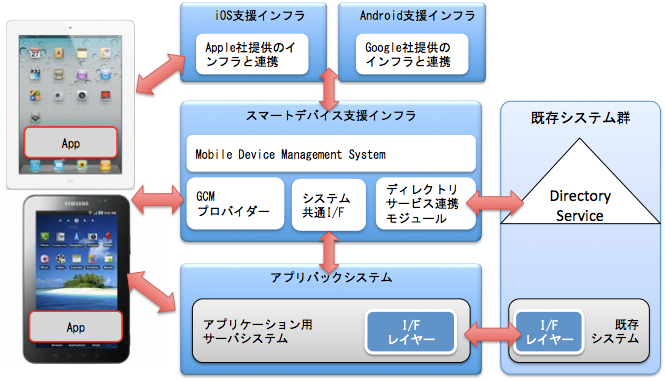 iOS支援インフラ
Apple社提供のイ
ンフラと連携
Android支援インフラ
Google社提供の
インフラと連携
スマートデバイス支援インフラ
Mobile Device Management System
GCM
プロバイダー
システム
共通I/F
ディレクトリ
サービス連携
モジュール
既存システム群
Directory
Service
アプリバックシステム
アプリケーション用
サーバシステム
I/F
レイヤー
I/F
レイヤー
既存
システム
App
SAMSUNG
App